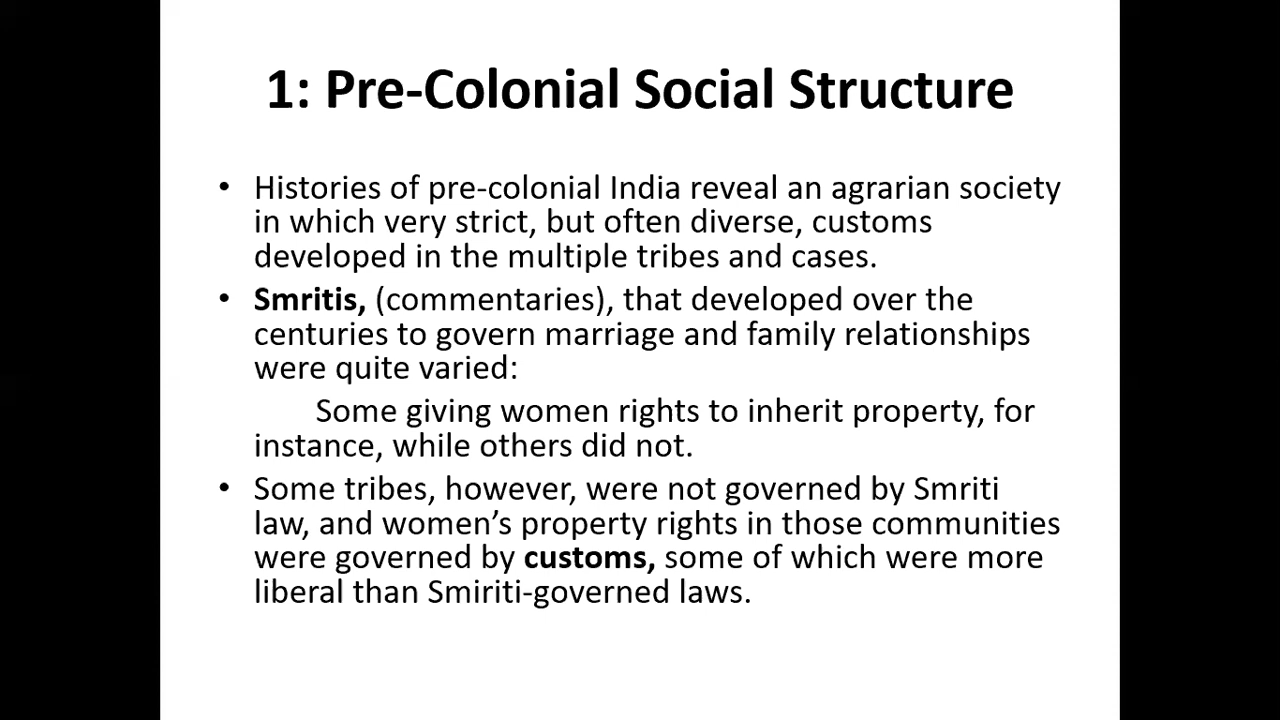 1: Pre-Colonial Social Structure
• Histories of pre-colonial India reveal an agrarian society
in which very strict, but often diverse, customs
developed in the multiple tribes and cases.
• Smritis, (commentaries), that developed over the
centuries to govern marriage and family relationships
were quite varied:
Some giving women rights to inherit property, for
instance, while others did not.
• Some tribes, however, were not governed by Smriti
law, and women’s property rights in those communities
were governed by customs, some of which were more
liberal than Smiriti-governed laws.